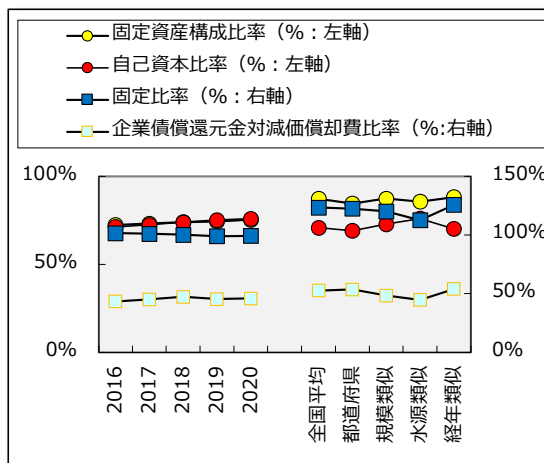 固定資産構成比率（%：左軸）
自己資本比率（%：左軸）
固定比率（%：右軸）
企業債償還元金対減価償却費比率（%:右軸）
100%
50%
0%
150%
100%
50%
0%
2016
2017
2018
2019
2020
全国平均
都道府県
規模類似
水源類似
経年類似